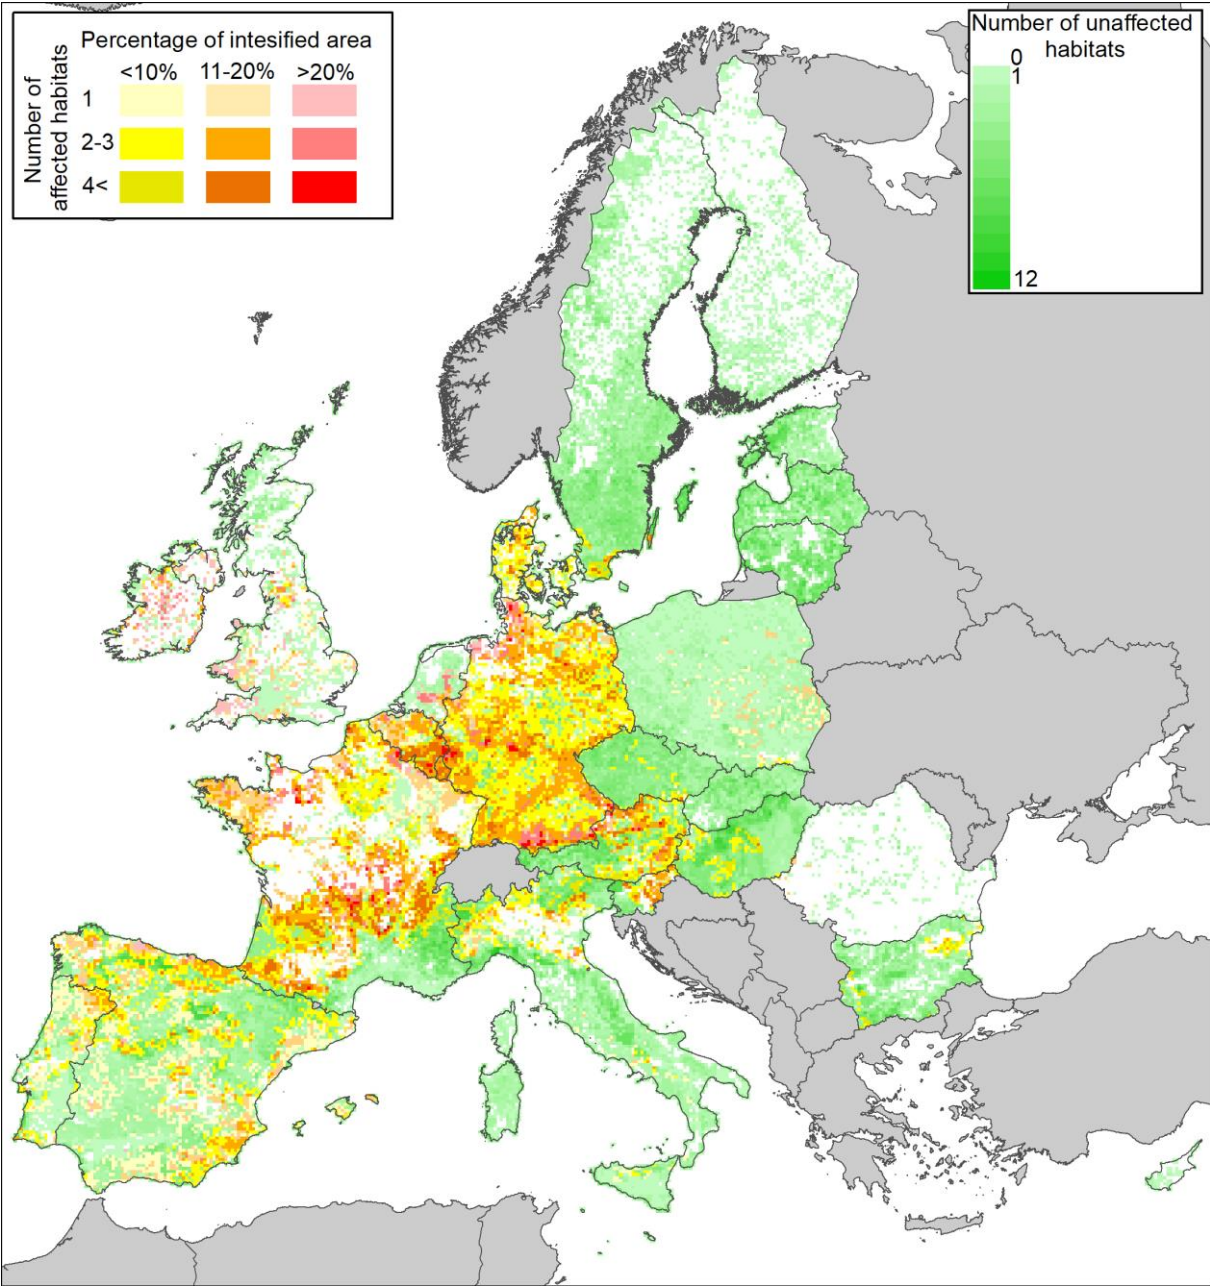 Percentage of intesified area
<10% 11-20% >20%
Number of
affected habitats
1
2-3
4<
Number of unaffected
habitats
0
1
12